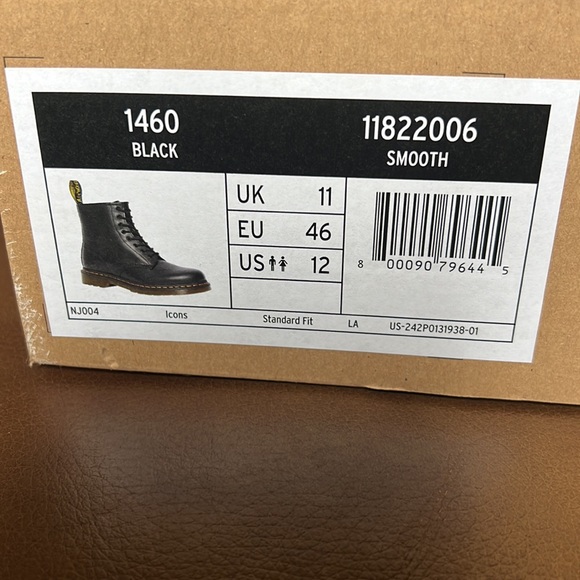 1460
BLACK
11822006
SMOOTH
UK 11
EU 46
US 12
8 00090 79644 5
NJ004 Icons Standard Fit LA US-242P0131938-01